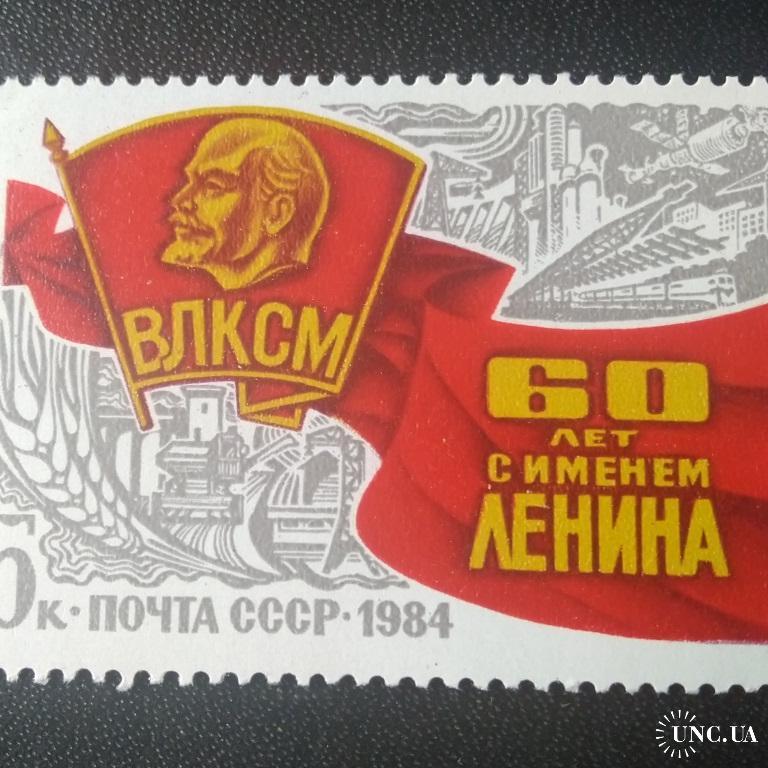 ВЛКСМ
60
ЛЕТ
С ИМЕНЕМ
ЛЕНИНА
к · ПОЧТА СССР · 1984
UNC.UA